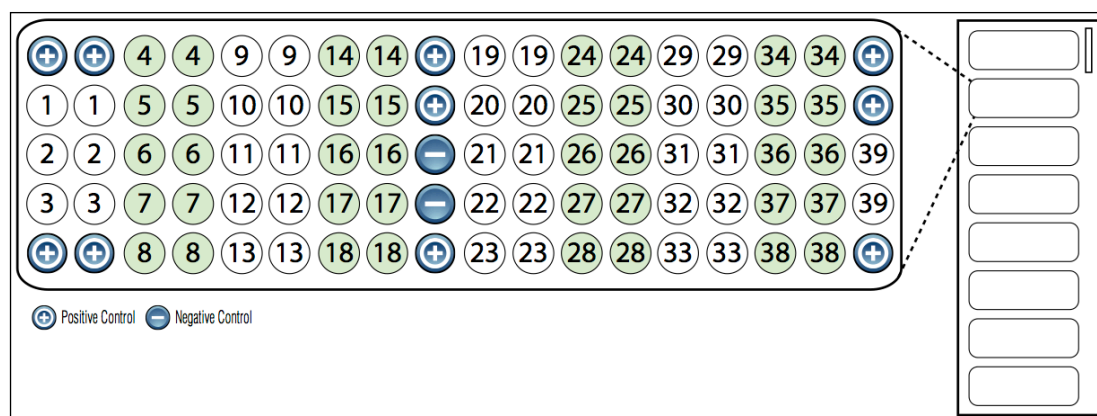 + + 4 4 9 9 14 14 + 19 19 24 24 29 29 34 34 +
1 1 5 5 10 10 15 15 + 20 20 25 25 30 30 35 35 +
2 2 6 6 11 11 16 16 − 21 21 26 26 31 31 36 36 39
3 3 7 7 12 12 17 17 − 22 22 27 27 32 32 37 37 39
+ + 8 8 13 13 18 18 + 23 23 28 28 33 33 38 38 +
+ Positive Control − Negative Control